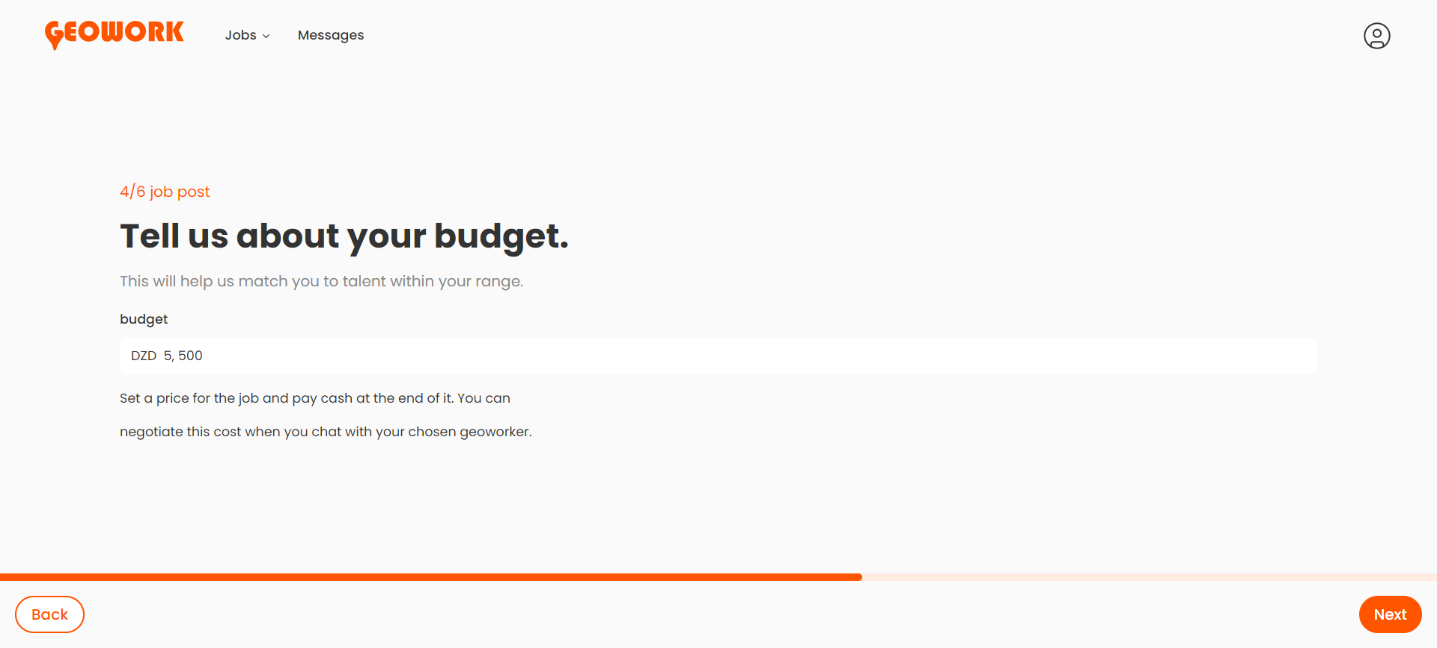 GEOWORK
Jobs
Messages
4/6 job post
Tell us about your budget.
This will help us match you to talent within your range.
budget
DZD 5, 500
Set a price for the job and pay cash at the end of it. You can
negotiate this cost when you chat with your chosen geoworker.
Back
Next